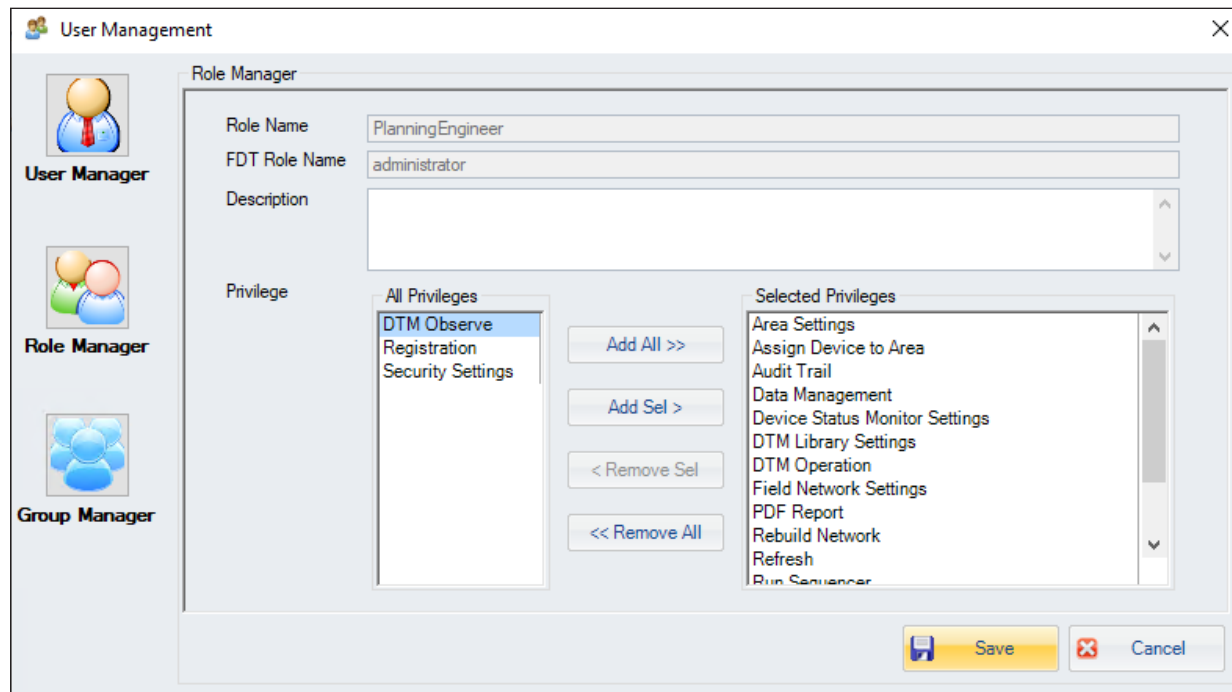 User Management
Role Manager
User Manager
Role Manager
Group Manager
Role Name
PlanningEngineer
FDT Role Name
administrator
Description
Privilege
All Privileges
DTM Observe
Registration
Security Settings
Add All >>
Add Sel >
< Remove Sel
<< Remove All
Selected Privileges
Area Settings
Assign Device to Area
Audit Trail
Data Management
Device Status Monitor Settings
DTM Library Settings
DTM Operation
Field Network Settings
PDF Report
Rebuild Network
Refresh
Run Sequencer
Save
Cancel